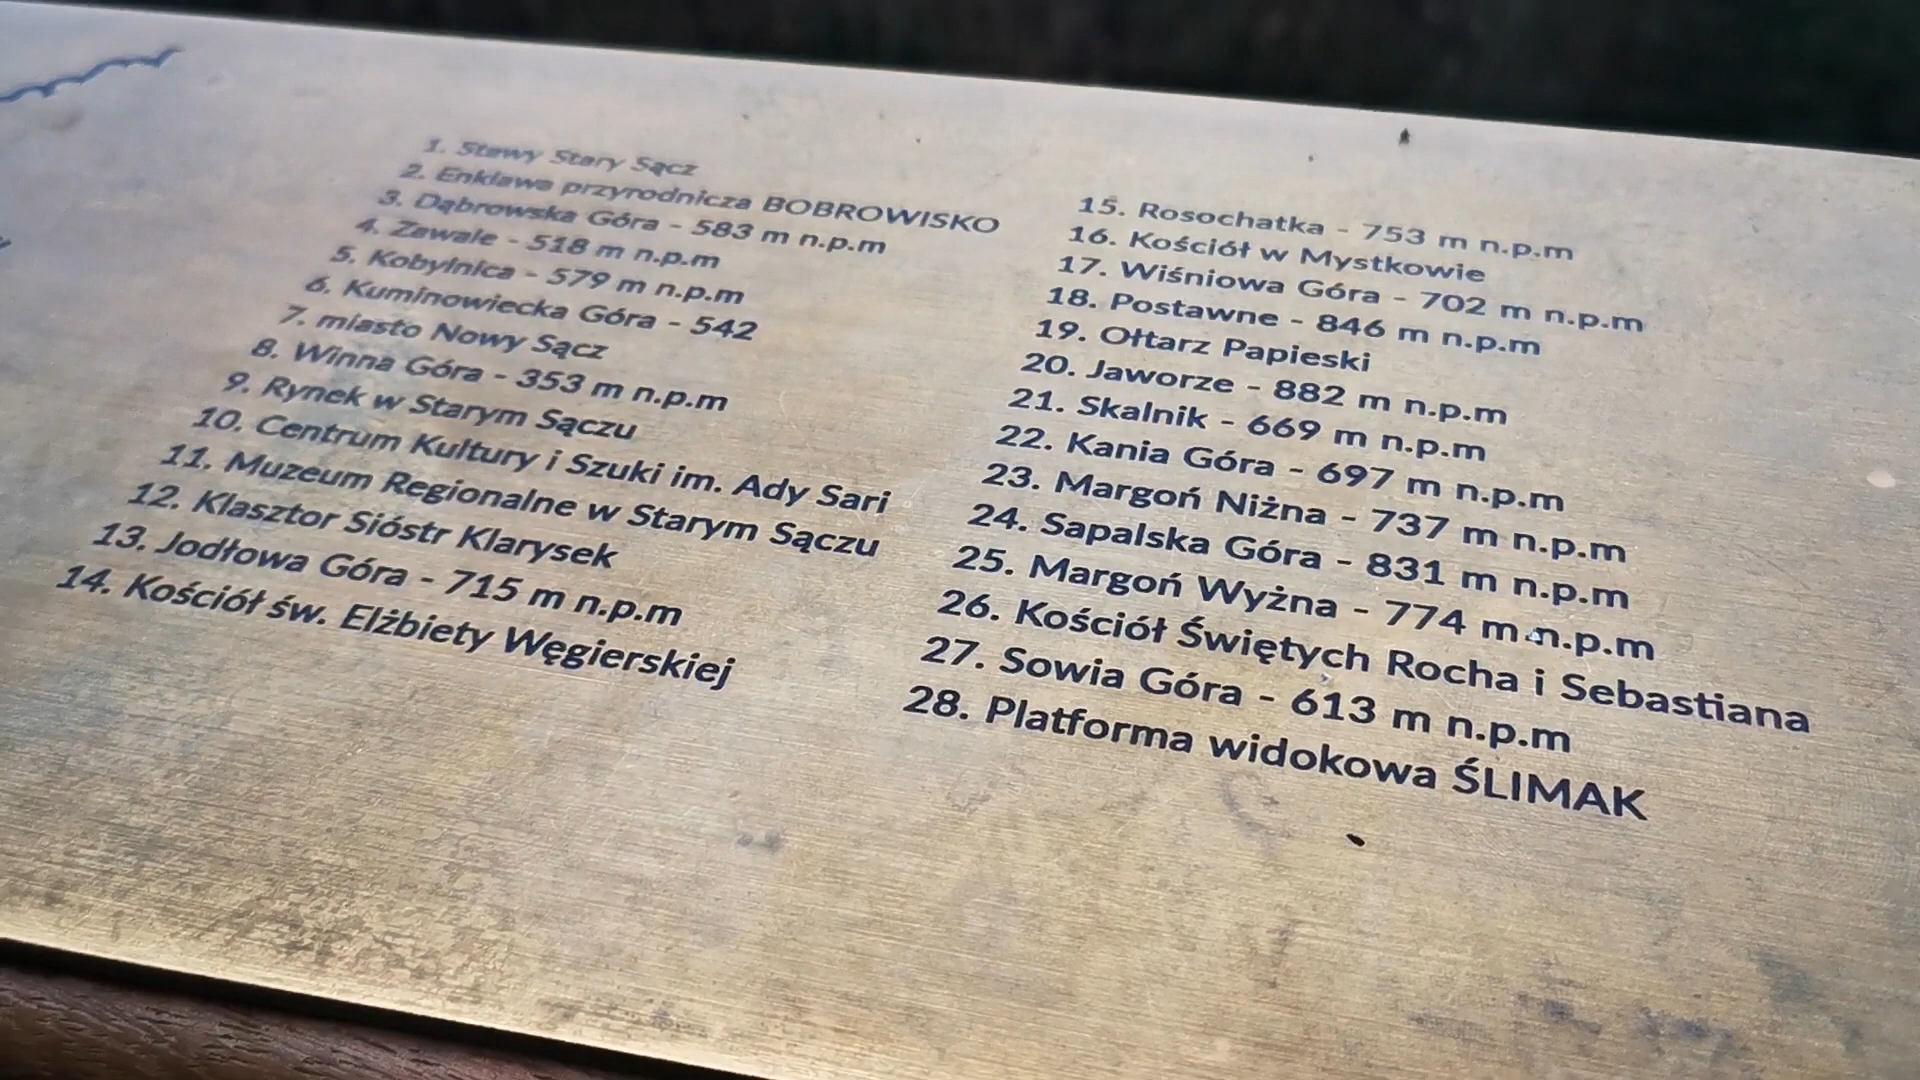 1. Stawy Stary Sącz
2. Enklawa przyrodnicza BOBROWISKO
3. Dąbrowska Góra - 583 m n.p.m
4. Zawale - 518 m n.p.m
5. Kobylnica - 579 m n.p.m
6. Kuminowiecka Góra - 542
7. miasto Nowy Sącz
8. Winna Góra - 353 m n.p.m
9. Rynek w Starym Sączu
10. Centrum Kultury i Szuki im. Ady Sari
11. Muzeum Regionalne w Starym Sączu
12. Klasztor Sióstr Klarysek
13. Jodłowa Góra - 715 m n.p.m
14. Kościół św. Elżbiety Węgierskiej
15. Rosochatka - 753 m n.p.m
16. Kościół w Mystkowie
17. Wiśniowa Góra - 702 m n.p.m
18. Postawne - 846 m n.p.m
19. Ołtarz Papieski
20. Jaworze - 882 m n.p.m
21. Skalnik - 669 m n.p.m
22. Kania Góra - 697 m n.p.m
23. Margoń Niżna - 737 m n.p.m
24. Sapalska Góra - 831 m n.p.m
25. Margoń Wyżna - 774 m n.p.m
26. Kościół Świętych Rocha i Sebastiana
27. Sowia Góra - 613 m n.p.m
28. Platforma widokowa ŚLIMAK